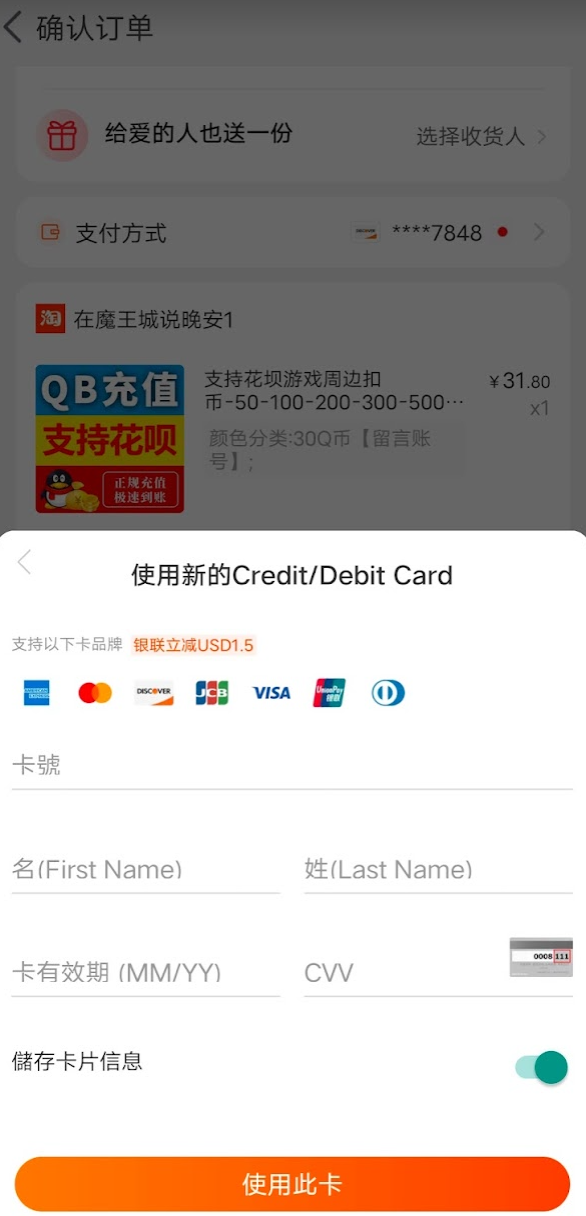 确认订单
给爱的人也送一份
选择收货人
支付方式
DISCOVER
****7848
淘
在魔王城说晚安1
QB充值
支持花呗
正规充值
极速到账
支持花坝游戏周边扣
币-50-100-200-300-500···
¥31.80
x1
颜色分类:30Q币【留言账
号】;
使用新的Credit/Debit Card
支持以下卡品牌
银联立减USD1.5
AMERICAN
EXPRESS
DISCOVER
JCB
VISA
UnionPay
银联
卡號
名(First Name)
姓(Last Name)
卡有效期 (MM/YY)
CVV
0008 111
儲存卡片信息
使用此卡